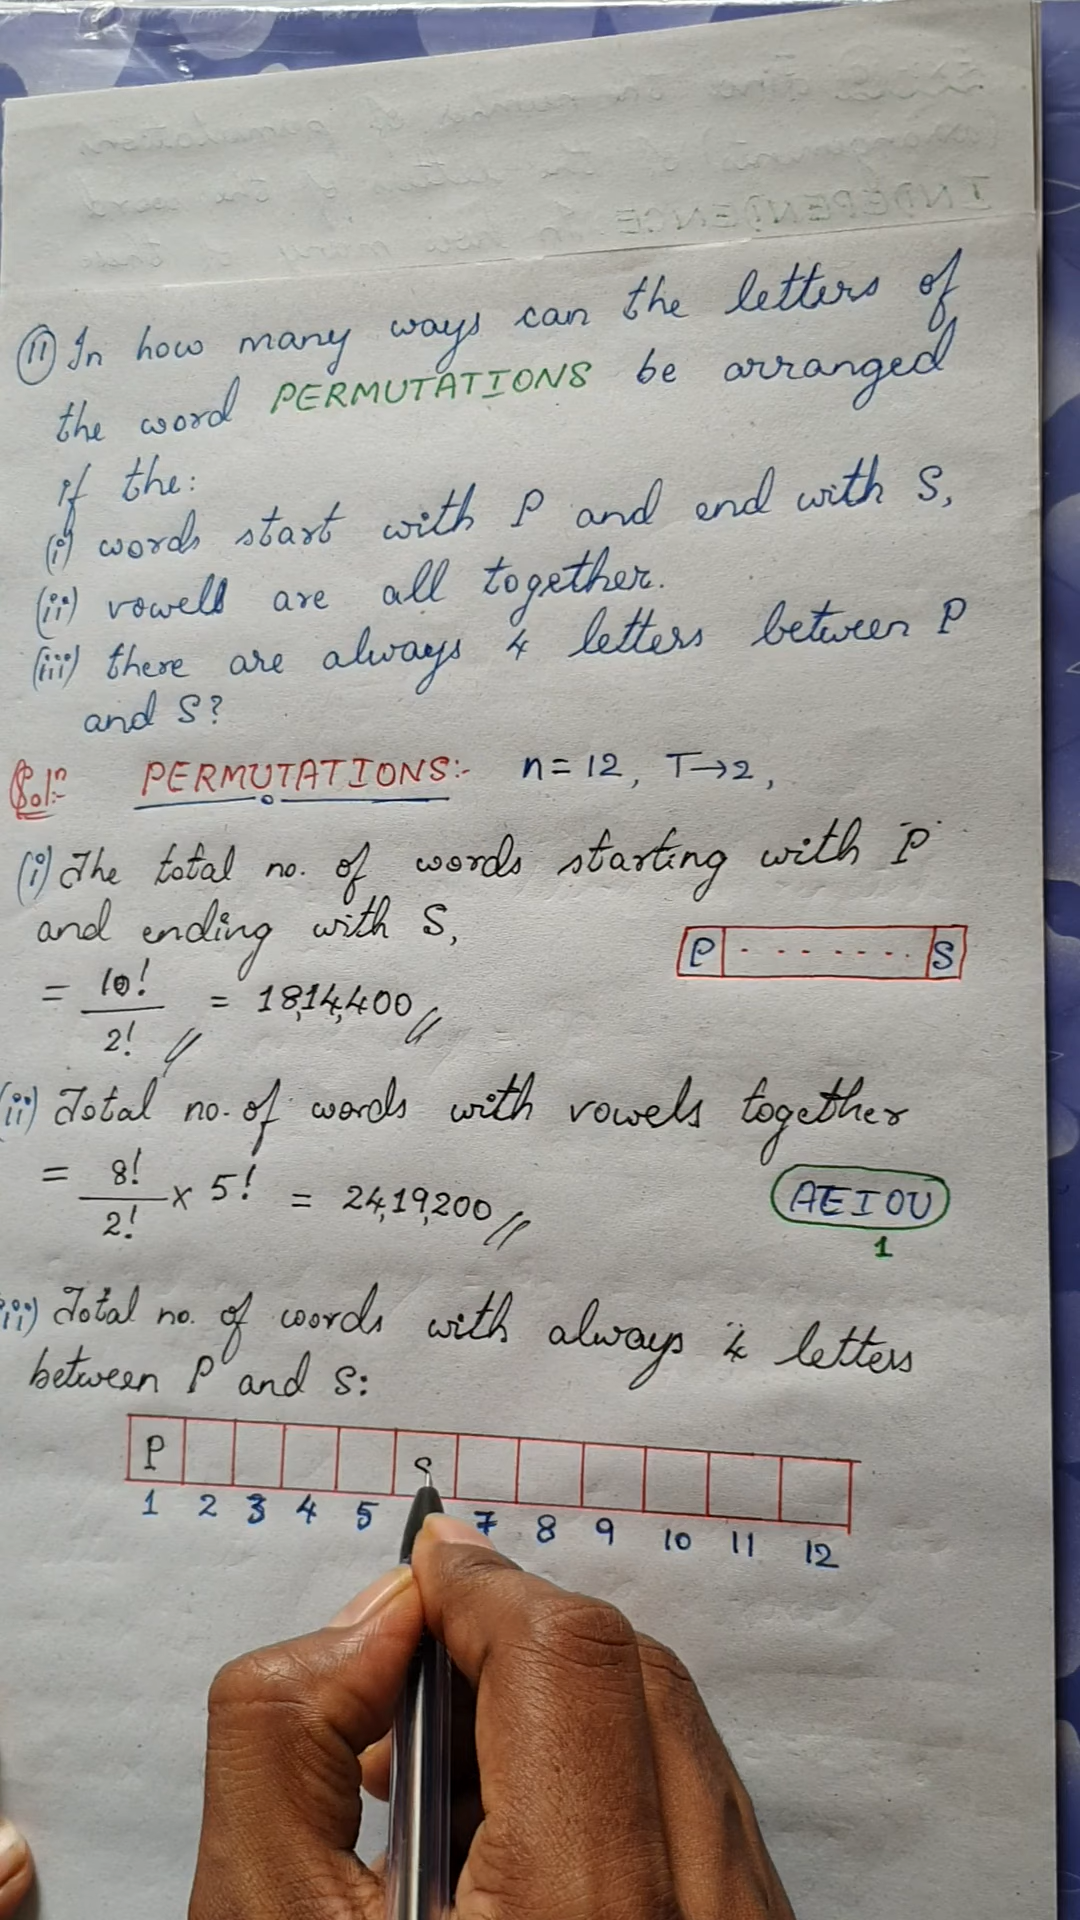 (11) In how many ways can the letters of
the word PERMUTATIONS be arranged
if the:
(i) words start with P and end with S,
(ii) vowels are all together.
(iii) there are always 4 letters between P
and S?
Sol:n PERMUTATIONS:- n=12, T→2,
(i) The total no. of words starting with P
and ending with S,
P ........ S
= 10!/2! = 18,14,400
(ii) Total no. of words with vowels together
= 8!/2! × 5! = 24,19,200
AEIOU
1
iii) Total no. of words with always 4 letters
between P and S:
P S
1 2 3 4 5 7 8 9 10 11 12